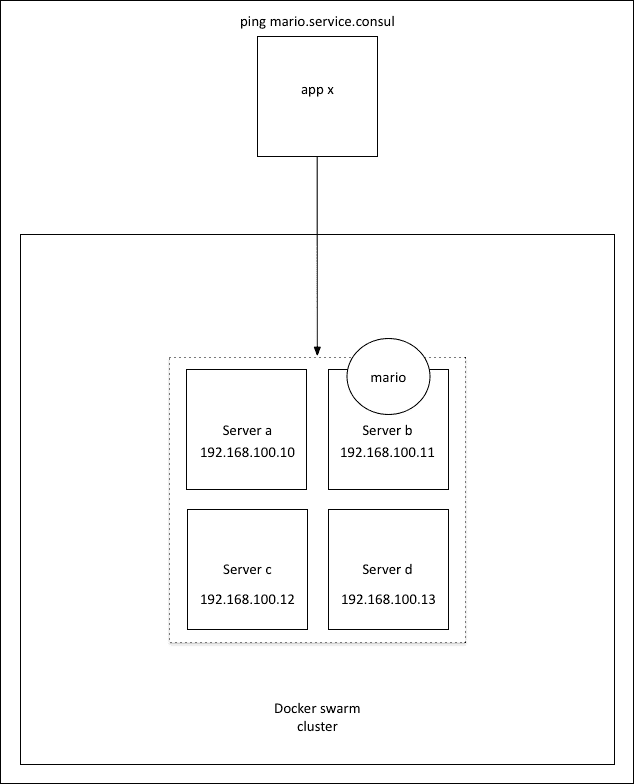 ping mario.service.consul
app x
mario
Server a
192.168.100.10
Server b
192.168.100.11
Server c
192.168.100.12
Server d
192.168.100.13
Docker swarm
cluster